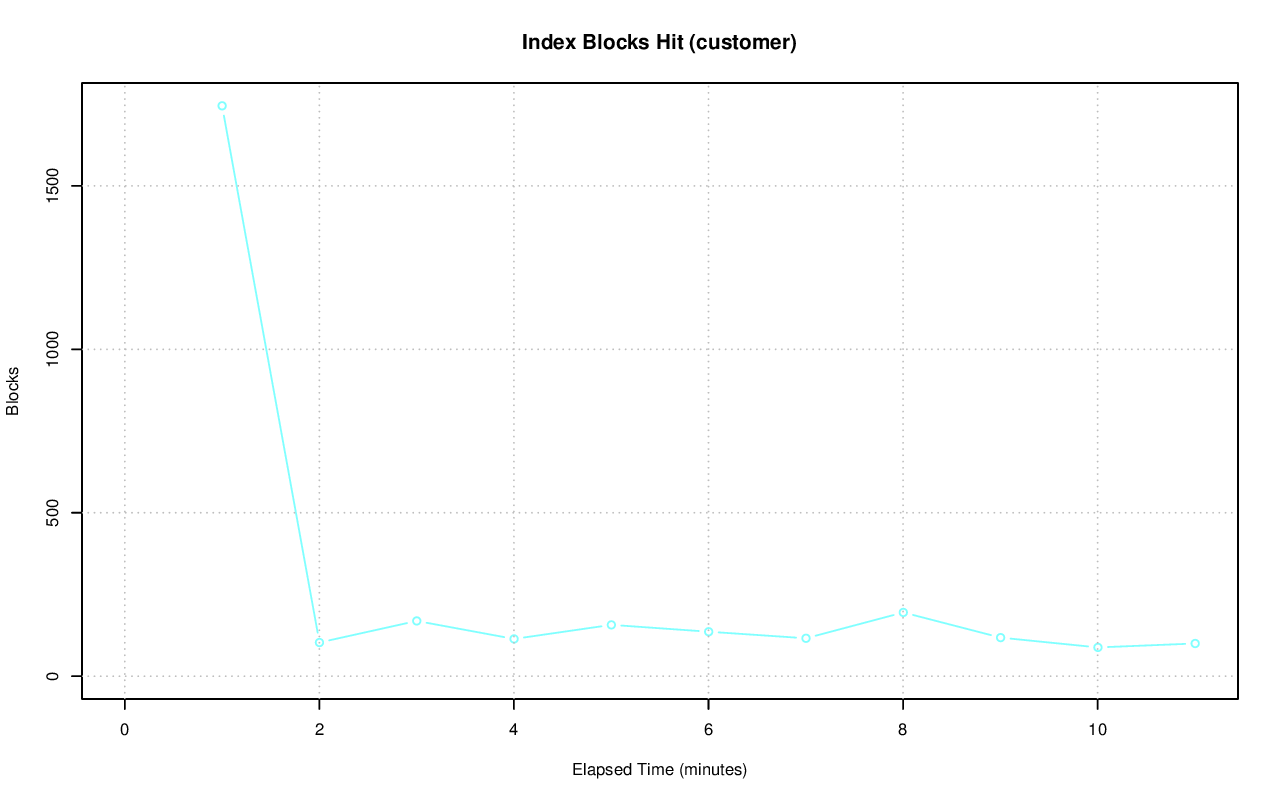 Index Blocks Hit (customer)
Blocks
1500
1000
500
0
0 2 4 6 8 10
Elapsed Time (minutes)